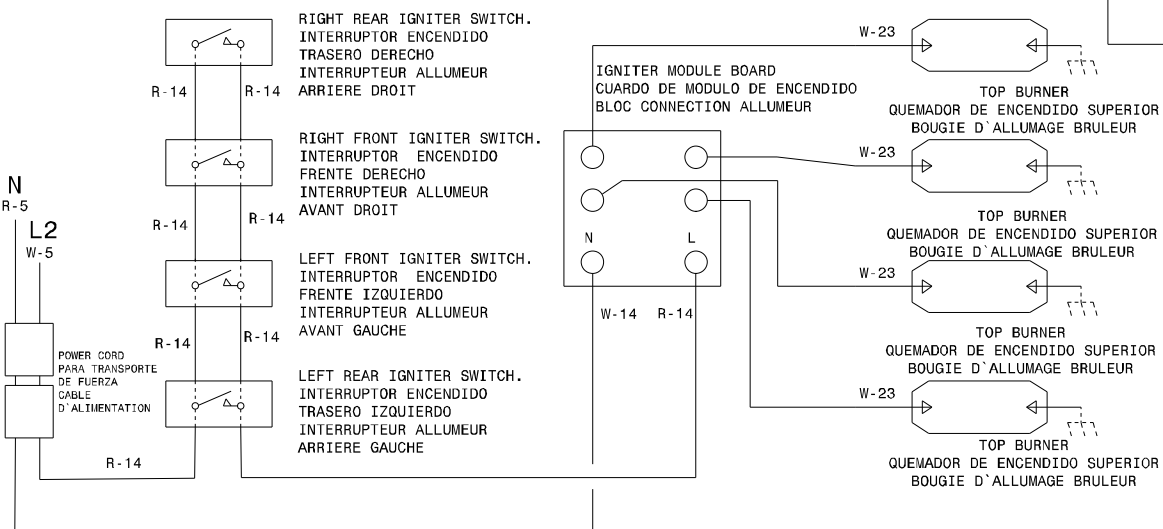 RIGHT REAR IGNITER SWITCH.
INTERRUPTOR ENCENDIDO
TRASERO DERECHO
INTERRUPTEUR ALLUMEUR
ARRIERE DROIT
R-14
R-14
RIGHT FRONT IGNITER SWITCH.
INTERRUPTOR ENCENDIDO
FRENTE DERECHO
INTERRUPTEUR ALLUMEUR
AVANT DROIT
R-14
R-14
LEFT FRONT IGNITER SWITCH.
INTERRUPTOR ENCENDIDO
FRENTE IZQUIERDO
INTERRUPTEUR ALLUMEUR
AVANT GAUCHE
R-14
R-14
LEFT REAR IGNITER SWITCH.
INTERRUPTOR ENCENDIDO
TRASERO IZQUIERDO
INTERRUPTEUR ALLUMEUR
ARRIERE GAUCHE
N
R-5
L2
W-5
POWER CORD
PARA TRANSPORTE
DE FUERZA
CABLE
D'ALIMENTATION
R-14
IGNITER MODULE BOARD
CUARDO DE MODULO DE ENCENDIDO
BLOC CONNECTION ALLUMEUR
N
L
W-14
R-14
W-23
TOP BURNER
QUEMADOR DE ENCENDIDO SUPERIOR
BOUGIE D`ALLUMAGE BRULEUR
W-23
TOP BURNER
QUEMADOR DE ENCENDIDO SUPERIOR
BOUGIE D`ALLUMAGE BRULEUR
W-23
TOP BURNER
QUEMADOR DE ENCENDIDO SUPERIOR
BOUGIE D`ALLUMAGE BRULEUR
W-23
TOP BURNER
QUEMADOR DE ENCENDIDO SUPERIOR
BOUGIE D`ALLUMAGE BRULEUR